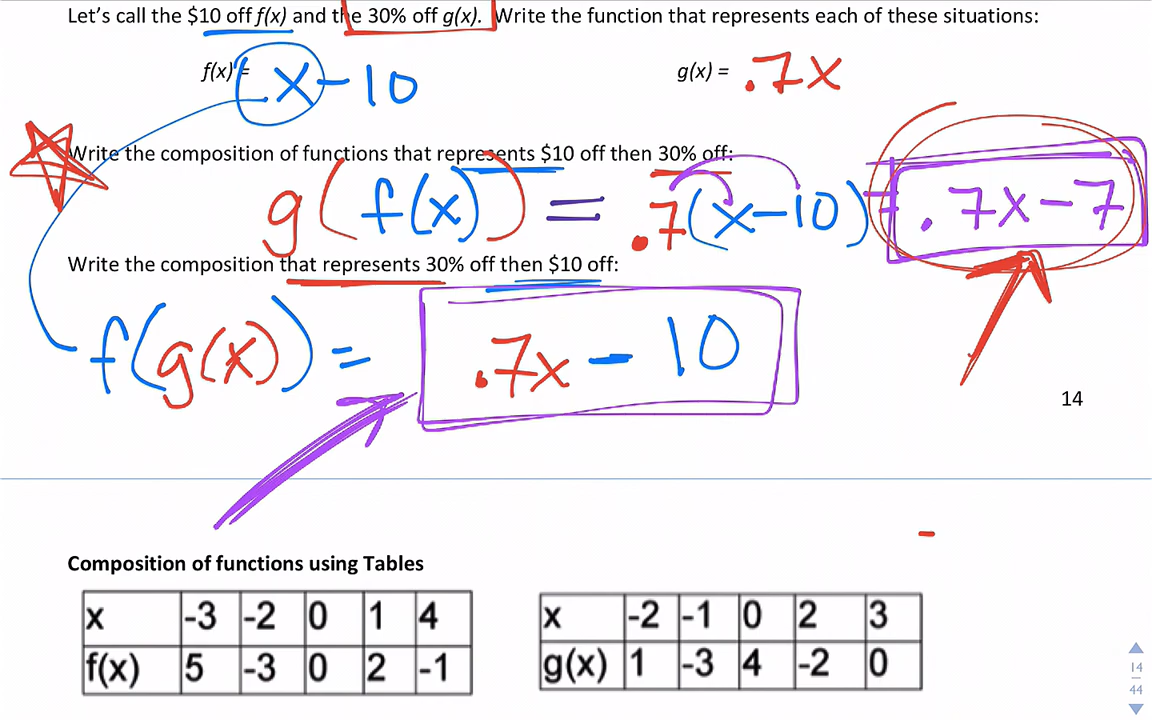 Let's call the $10 off f(x) and the 30% off g(x). Write the function that represents each of these situations:
f(x) = x - 10 g(x) = .7x
Write the composition of functions that represents $10 off then 30% off:
g(f(x)) = .7(x-10) = .7x - 7
Write the composition that represents 30% off then $10 off:
f(g(x)) = .7x - 10
14
Composition of functions using Tables
x -3 -2 0 1 4
f(x) 5 -3 0 2 -1
x -2 -1 0 2 3
g(x) 1 -3 4 -2 0
14
44